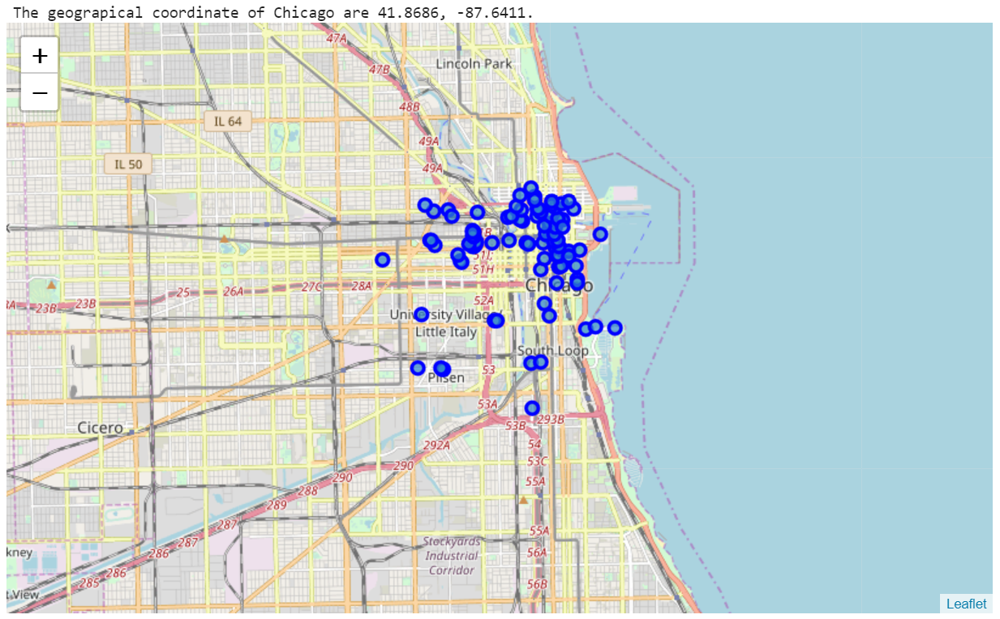 The geograpical coordinate of Chicago are 41.8686, -87.6411.
+
−
47A
Lincoln Park
47B
48B
IL 64
49A
IL 50
49A
51I;
51H
Chicago
28A
27C
26A
25
23B
23B
52A
University Village/
Little Italy
South Loop
53
Pilsen
53A
293B
53B
Cicero
292A
54
53C
290
290
55A
288
289
287
55A
Stockyards
Industrial
Corridor
287
286
56A
kney
286
285
56B
t View
Leaflet